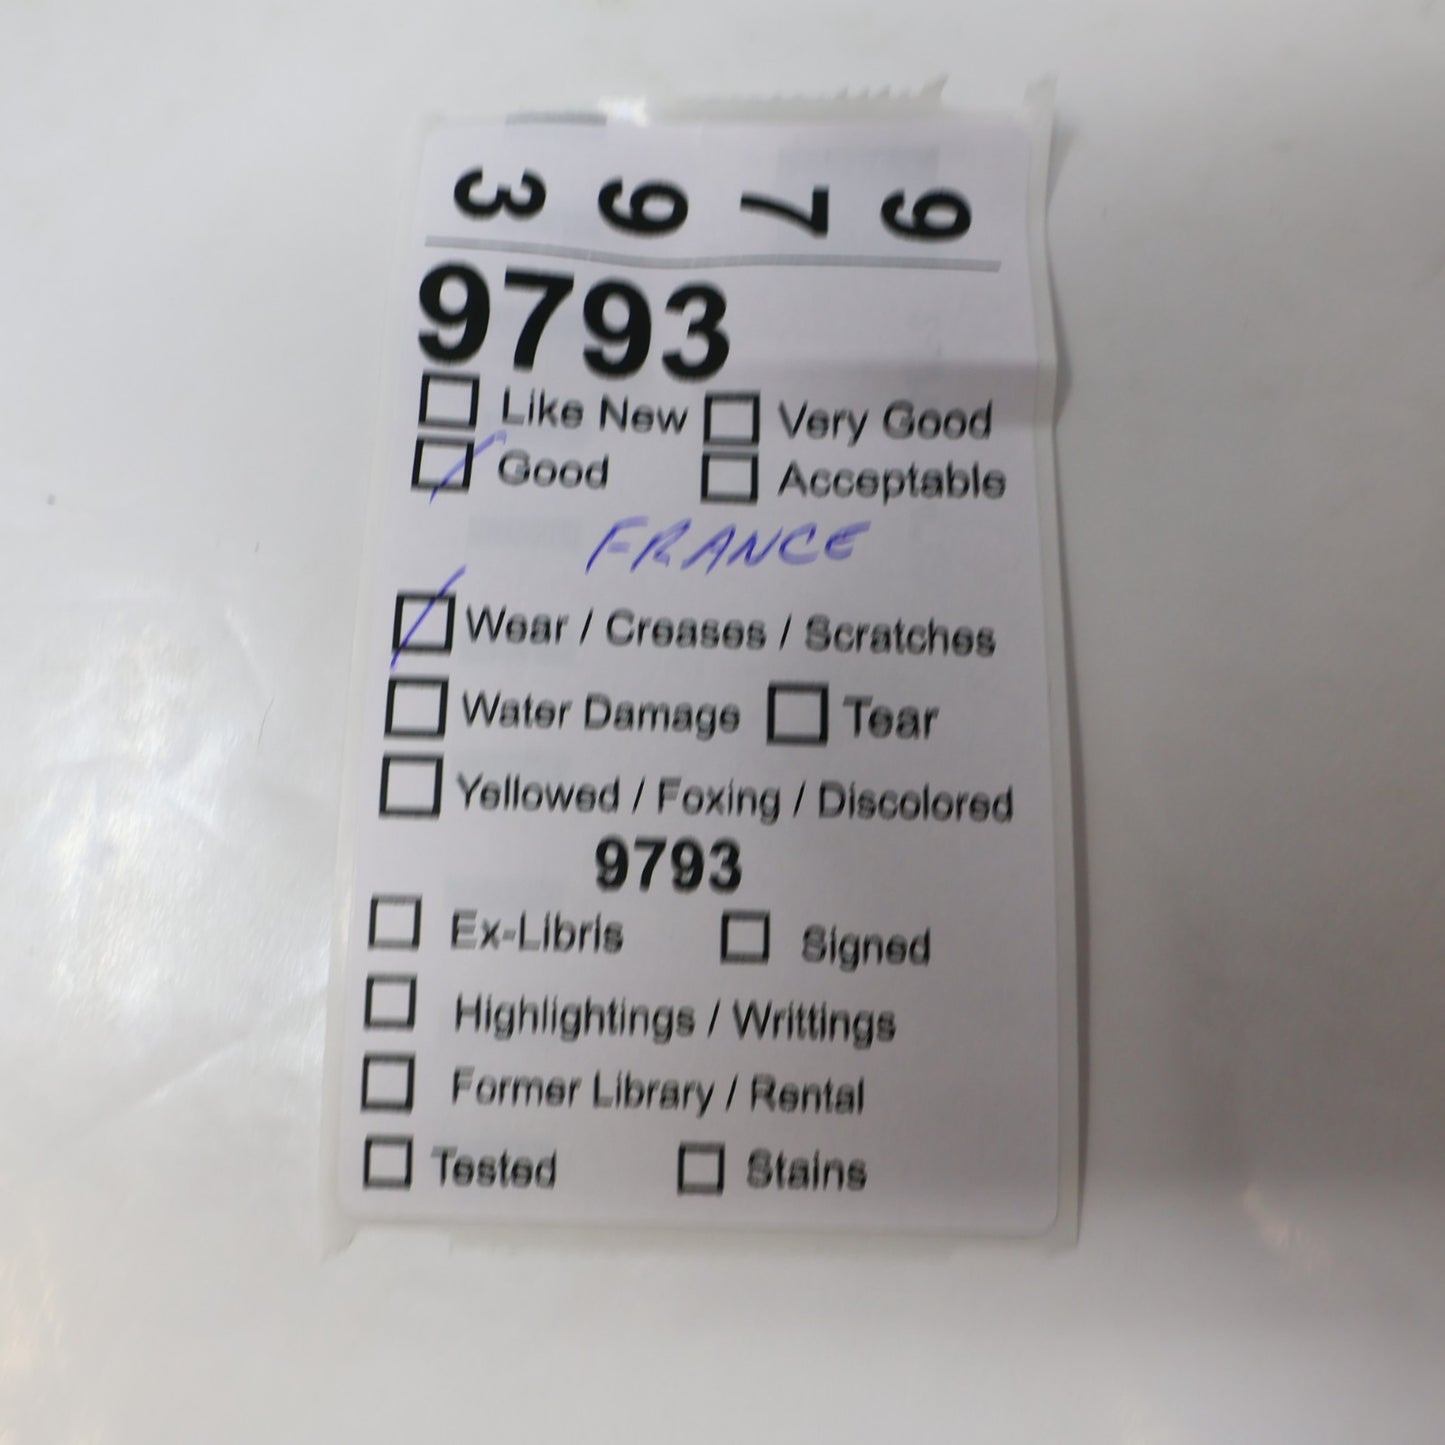 9 7 9 3
9793
Like New Very Good
Good Acceptable
FRANCE
Wear / Creases / Scratches
Water Damage Tear
Yellowed / Foxing / Discolored
9793
Ex-Libris Signed
Highlightings / Writtings
Former Library / Rental
Tested Stains